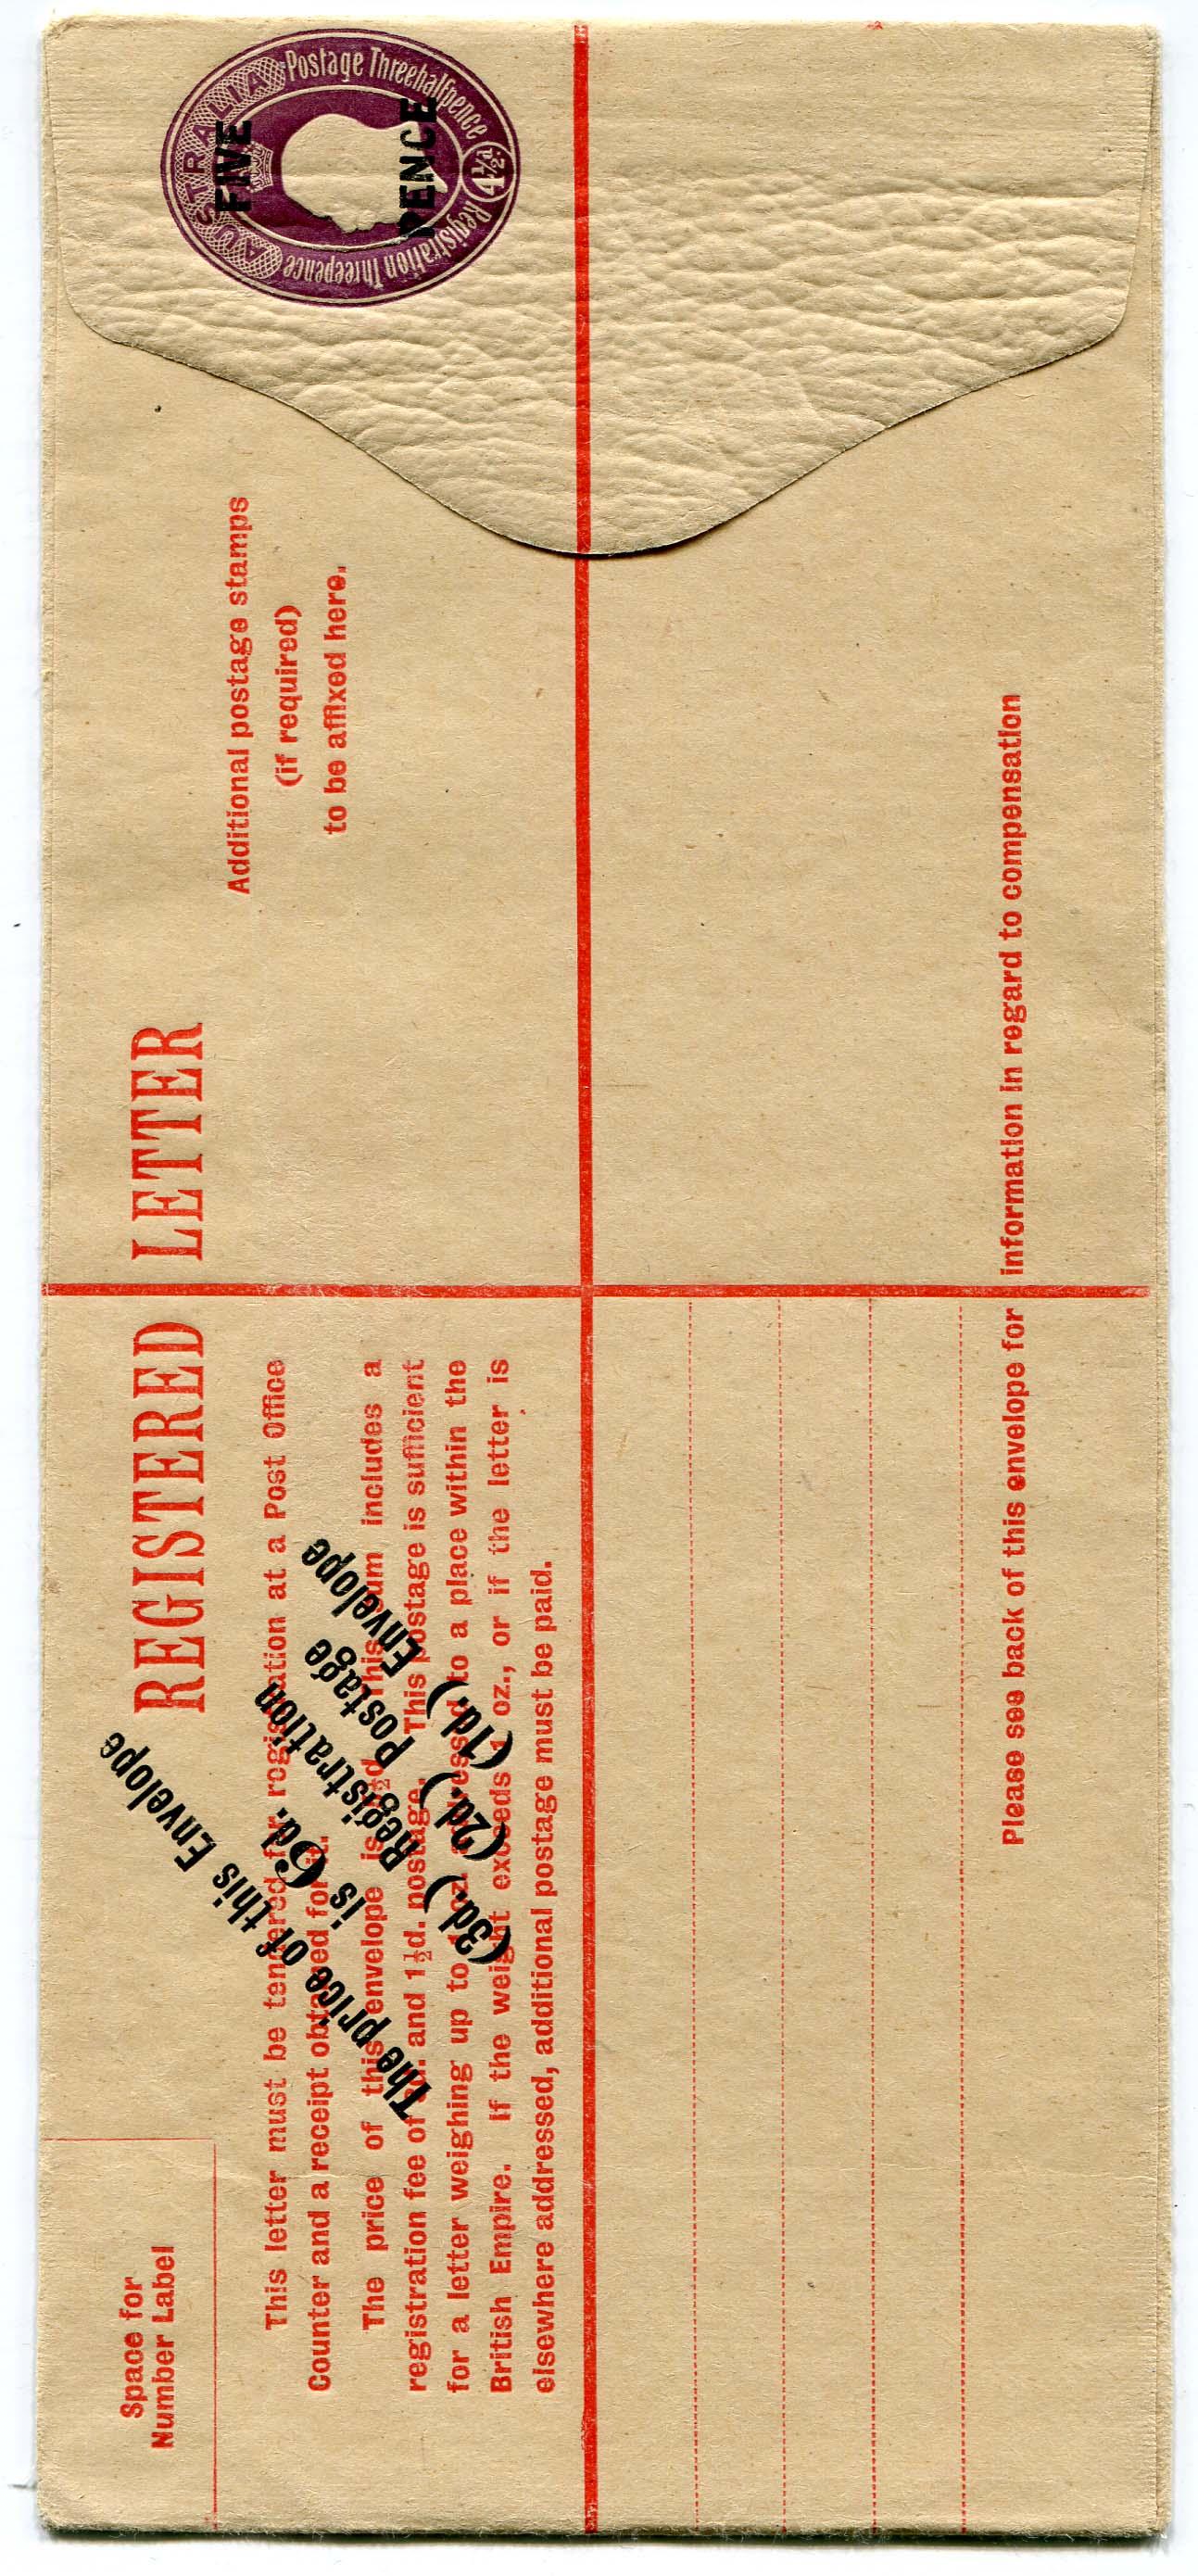 Space for
Number Label
REGISTERED LETTER
Additional postage stamps
(if required)
to be affixed here.
AUSTRALIA
Postage Threehalfpence
4½d.
Registration Threepence
FIVE
PENCE
This letter must be tendered for registration at a Post Office
Counter and a receipt obtained for it.
The price of this envelope is This sum includes a
registration fee of and 1½d. postage. This postage is sufficient
for a letter weighing up to addressed to a place within the
British Empire. If the weight exceeds oz., or if the letter is
elsewhere addressed, additional postage must be paid.
The price of this Envelope
is 6d.
(3d.) Registration
(2d.) Postage
(1d.) Envelope
Please see back of this envelope for information in regard to compensation